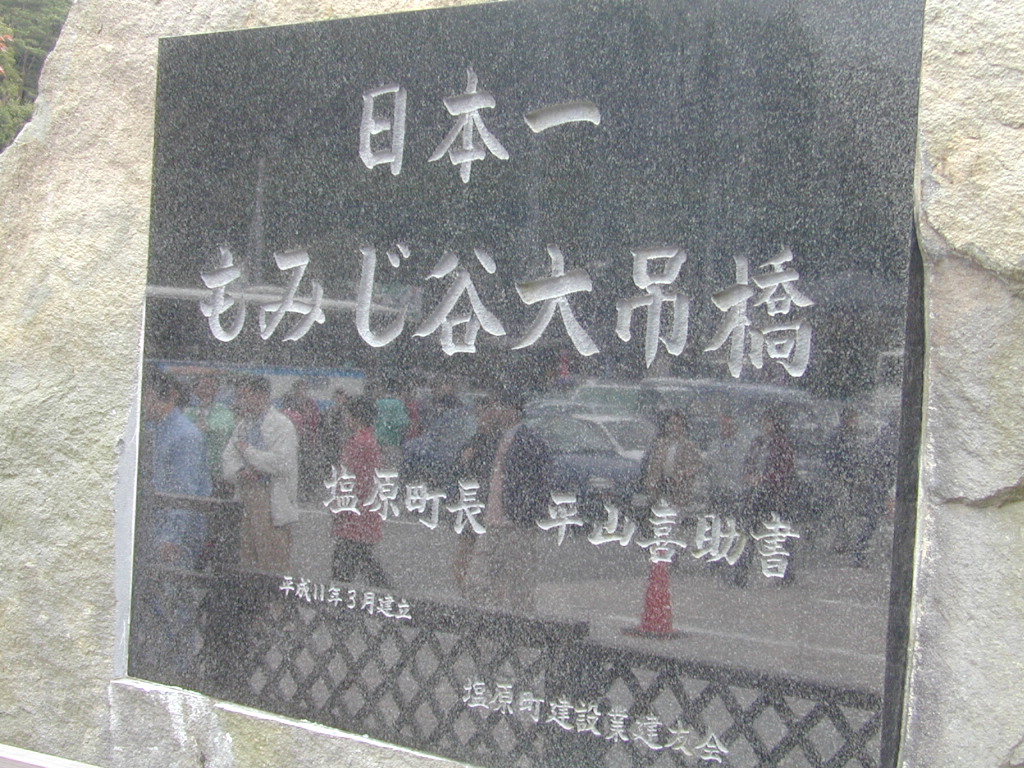 日本一
もみじ谷大吊橋
塩原町長 平山喜助書
平成11年3月建立
塩原町建設業建友会